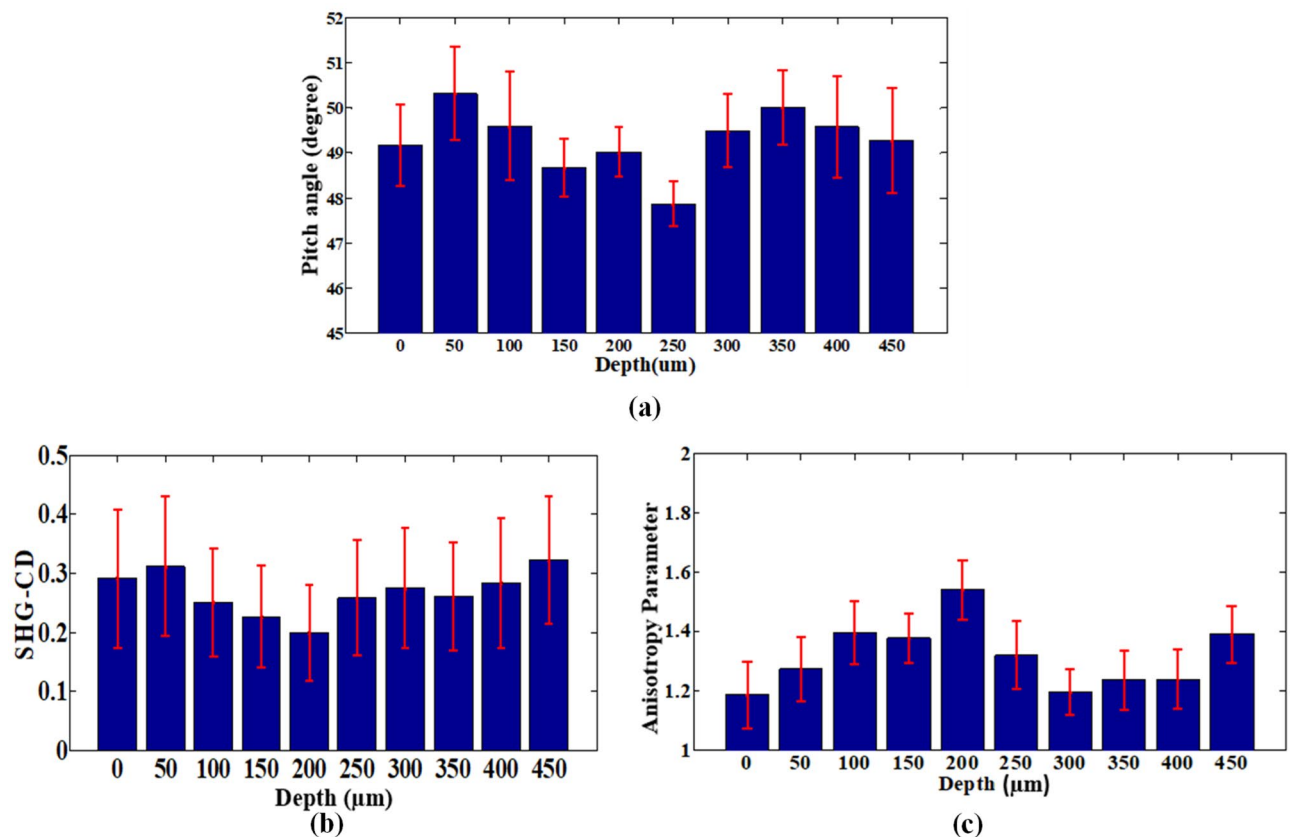 52
51
50
49
48
47
46
45
Pitch angle (degree)
0 50 100 150 200 250 300 350 400 450
Depth(um)
(a)
0.5
0.4
0.3
0.2
0.1
0
SHG-CD
0 50 100 150 200 250 300 350 400 450
Depth (µm)
(b)
2
1.8
1.6
1.4
1.2
1
Anisotropy Parameter
0 50 100 150 200 250 300 350 400 450
Depth (µm)
(c)